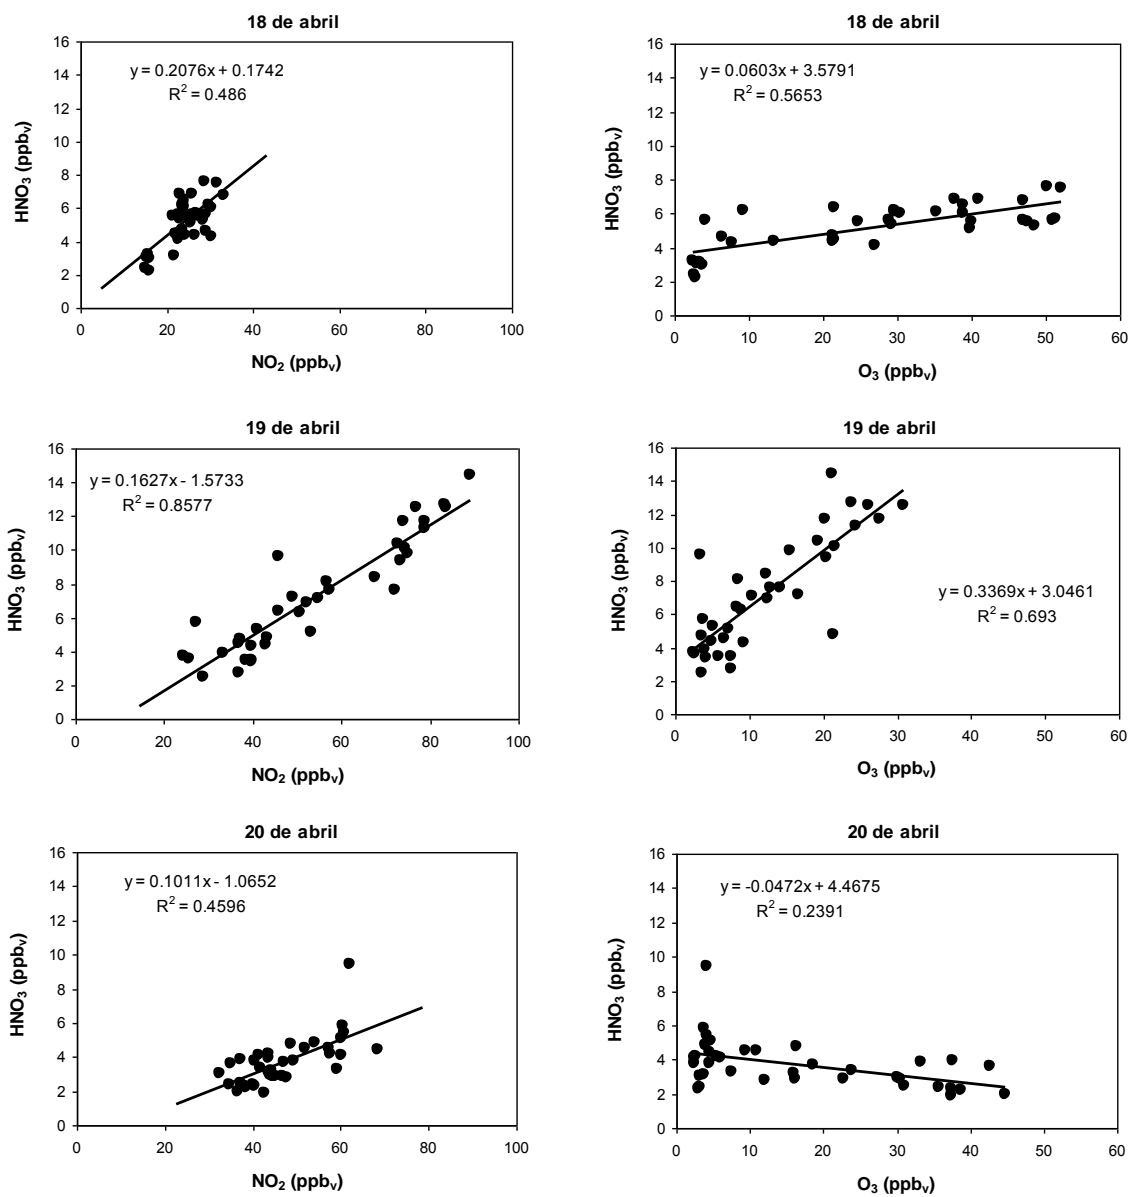 18 de abril
y = 0.2076x + 0.1742
R² = 0.486
16
14
12
10
8
6
4
2
0
0 20 40 60 80 100
HNO₃ (ppbᵥ)
NO₂ (ppbᵥ)
18 de abril
y = 0.0603x + 3.5791
R² = 0.5653
16
14
12
10
8
6
4
2
0
0 10 20 30 40 50 60
HNO₃ (ppbᵥ)
O₃ (ppbᵥ)
19 de abril
y = 0.1627x - 1.5733
R² = 0.8577
16
14
12
10
8
6
4
2
0
0 20 40 60 80 100
HNO₃ (ppbᵥ)
NO₂ (ppbᵥ)
19 de abril
y = 0.3369x + 3.0461
R² = 0.693
16
14
12
10
8
6
4
2
0
0 10 20 30 40 50 60
HNO₃ (ppbᵥ)
O₃ (ppbᵥ)
20 de abril
y = 0.1011x - 1.0652
R² = 0.4596
16
14
12
10
8
6
4
2
0
0 20 40 60 80 100
HNO₃ (ppbᵥ)
NO₂ (ppbᵥ)
20 de abril
y = -0.0472x + 4.4675
R² = 0.2391
16
14
12
10
8
6
4
2
0
0 10 20 30 40 50 60
HNO₃ (ppbᵥ)
O₃ (ppbᵥ)